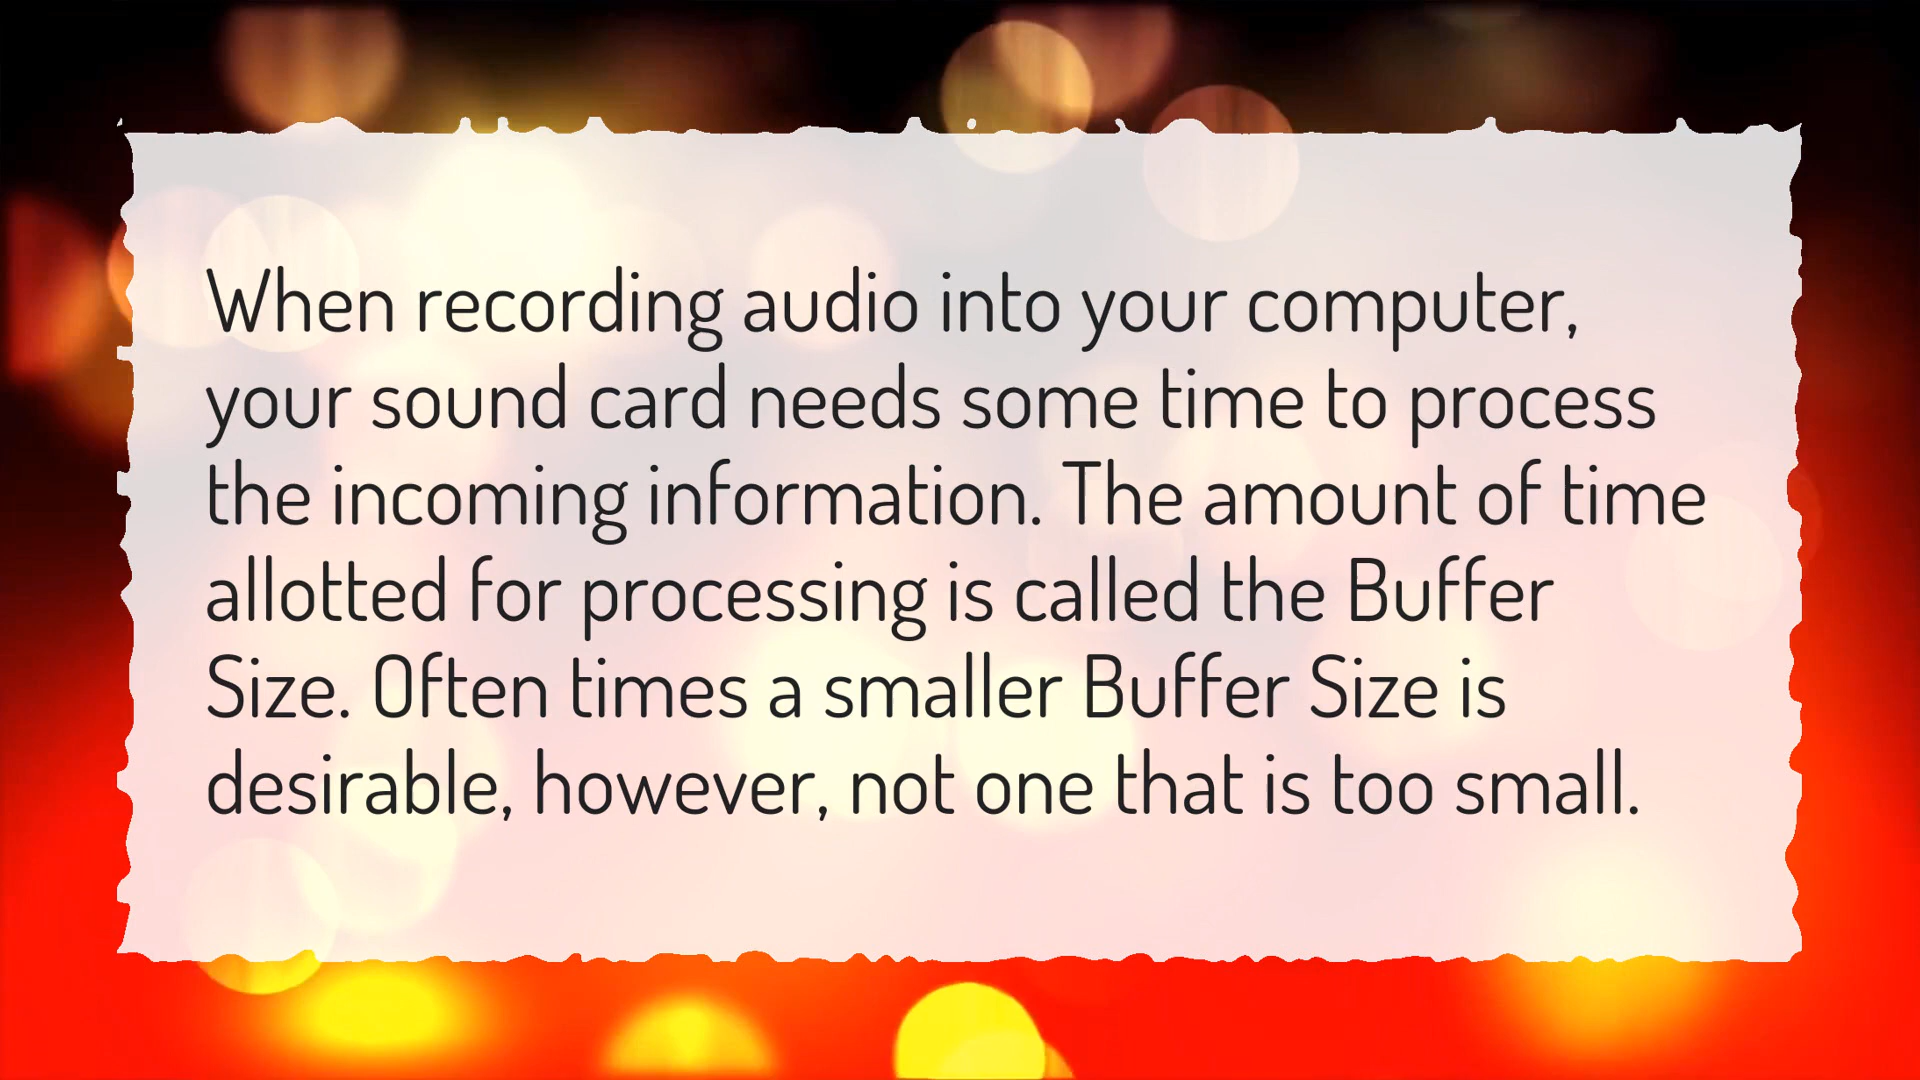 When recording audio into your computer,
your sound card needs some time to process
the incoming information. The amount of time
allotted for processing is called the Buffer
Size. Often times a smaller Buffer Size is
desirable, however, not one that is too small.